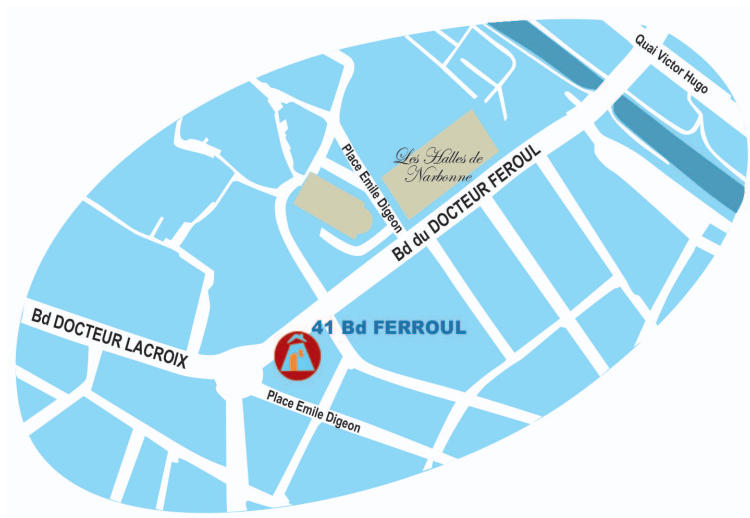 Quai Victor Hugo
Les Halles de
Narbonne
Place Emile Digeon
Bd du DOCTEUR FEROUL
41 Bd FERROUL
Bd DOCTEUR LACROIX
Place Emile Digeon